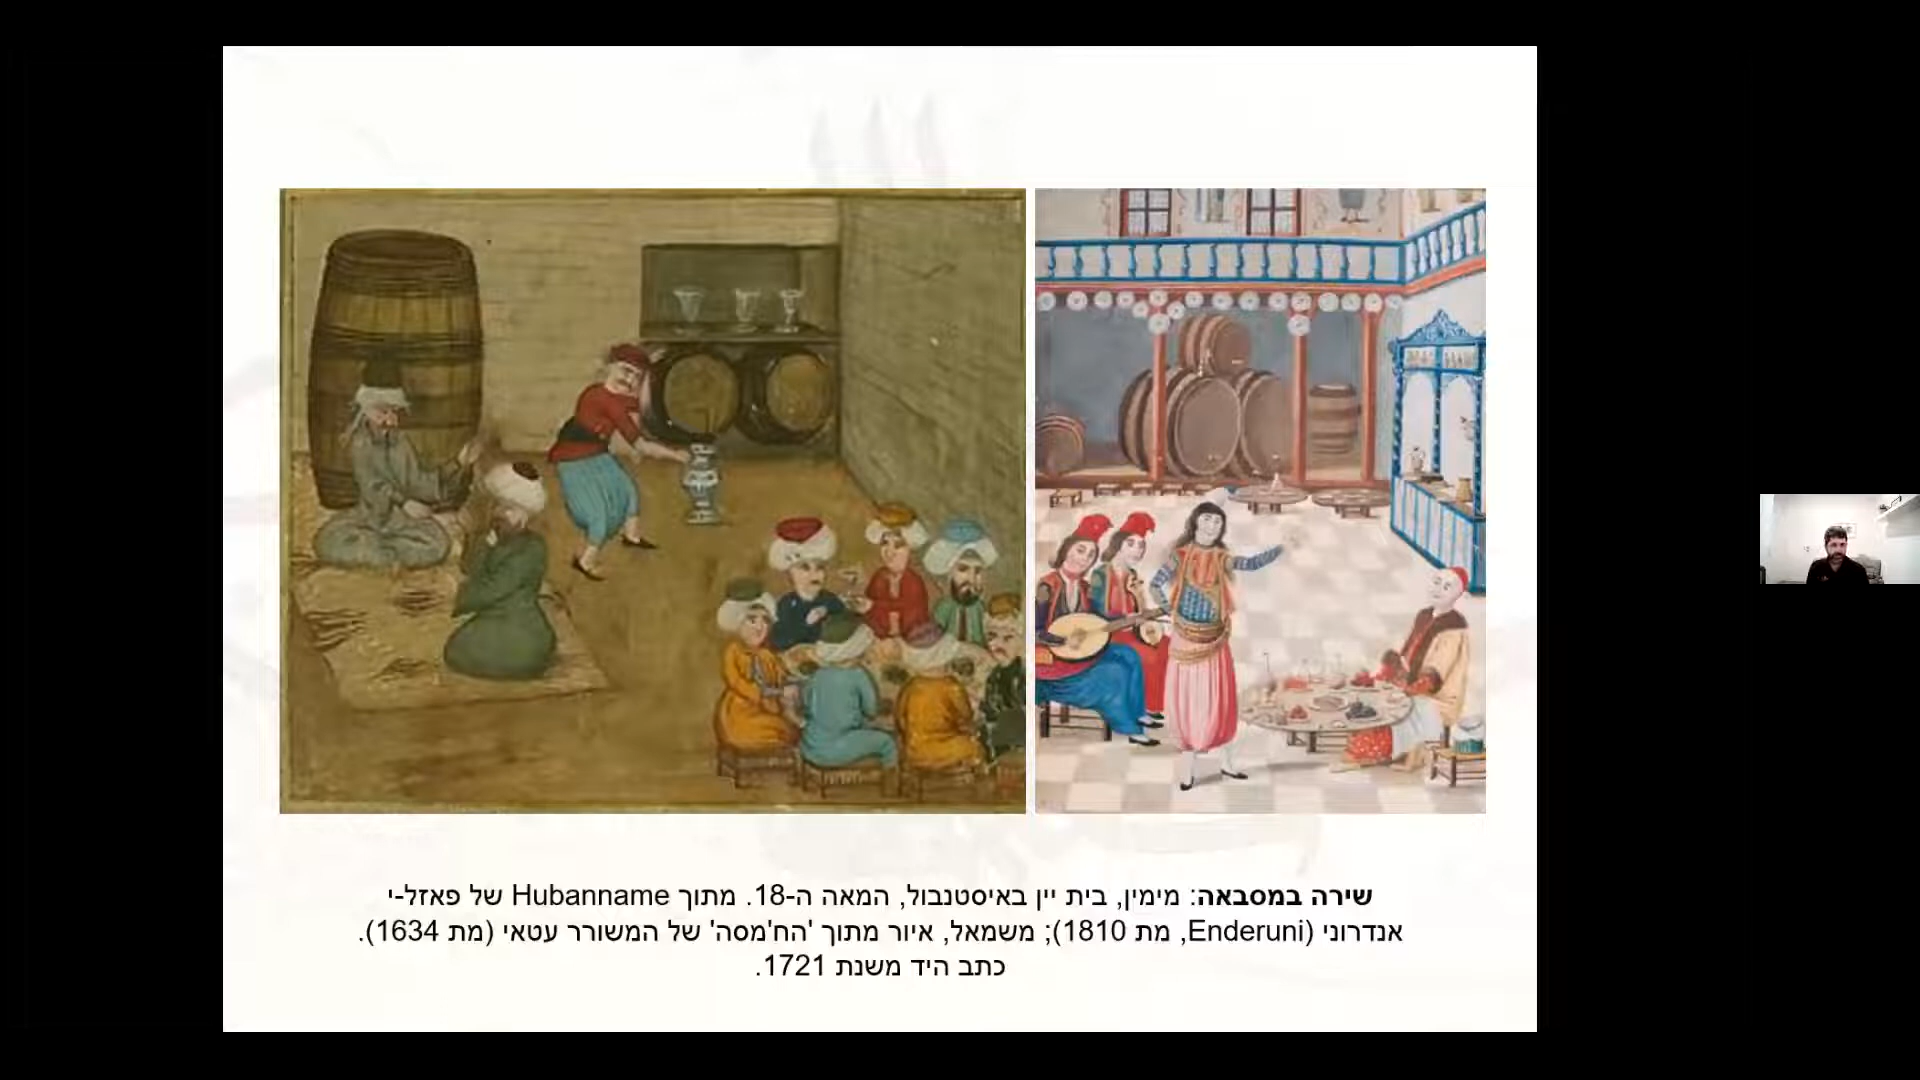 שירה במסבאה: מימין, בית יין באיסטנבול, המאה ה-18. מתוך Hubanname של פאזל-י
אנדרוני (Enderuni, מת 1810); משמאל, איור מתוך 'הח'מסה' של המשורר עטאי (מת 1634).
כתב היד משנת 1721.